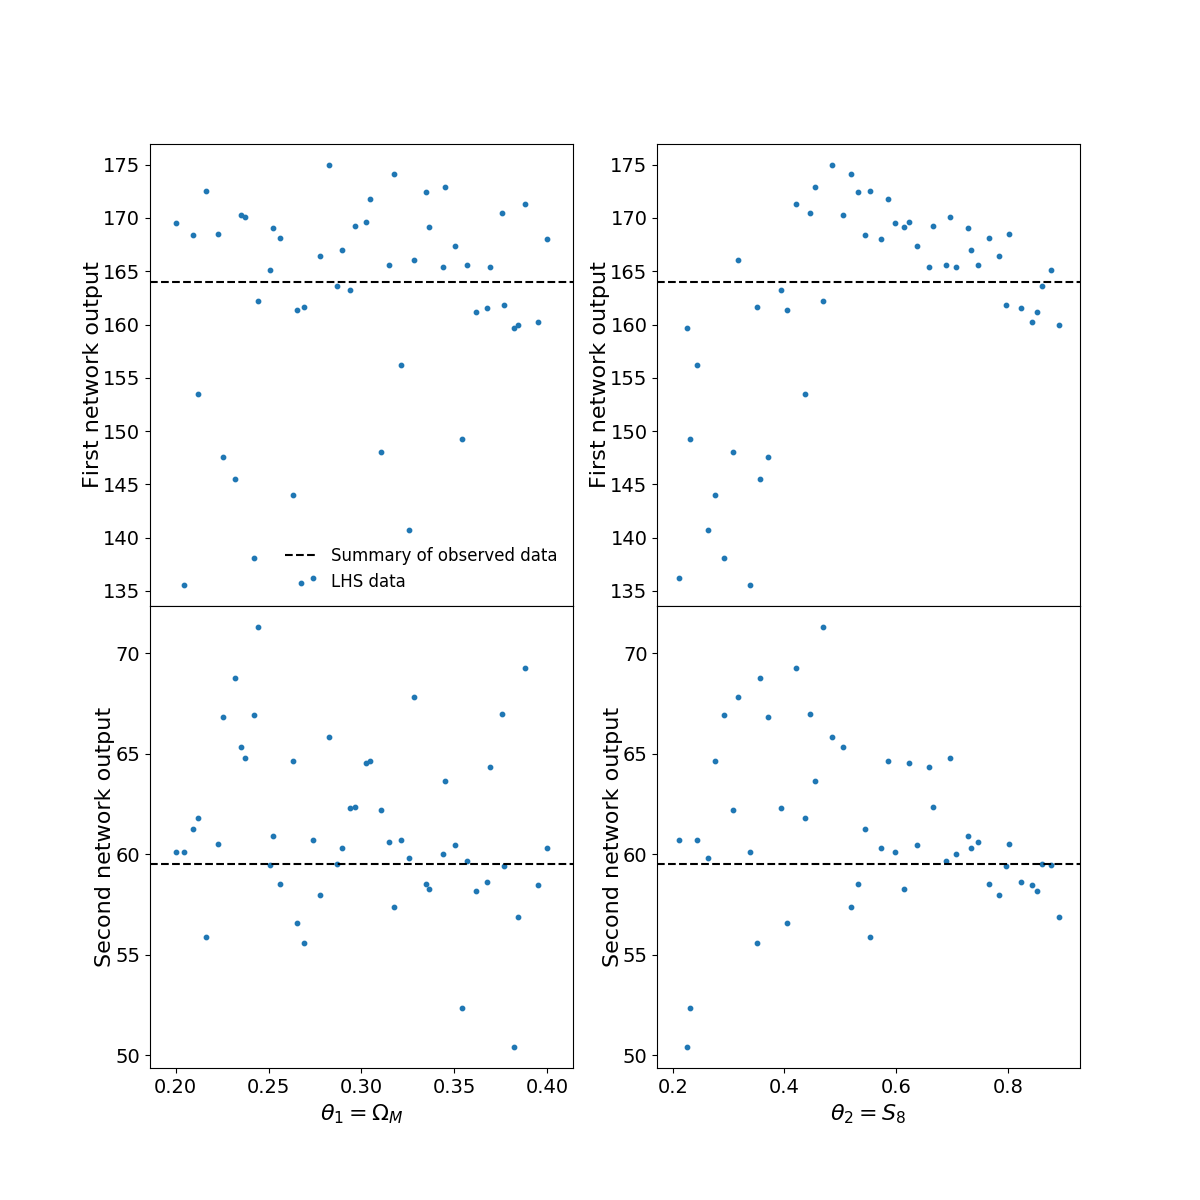 175
170
165
160
155
150
145
140
135
First network output
Summary of observed data
LHS data
175
170
165
160
155
150
145
140
135
First network output
70
65
60
55
50
Second network output
0.20 0.25 0.30 0.35 0.40
θ₁ = Ω_M
70
65
60
55
50
Second network output
0.2 0.4 0.6 0.8
θ₂ = S₈